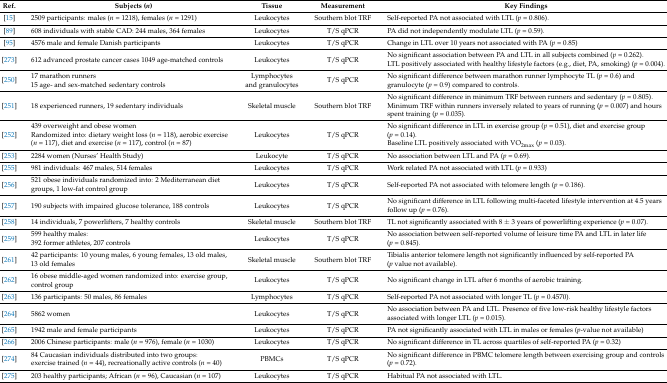 Ref. Subjects (n) Tissue Measurement Key Findings
[15] 2509 participants: males (n = 1218), females (n = 1291) Leukocytes Southern blot TRF Self-reported PA not associated with LTL (p = 0.806).
[89] 608 individuals with stable CAD: 244 males, 364 females Leukocytes T/S qPCR PA did not independently modulate LTL (p = 0.59).
[95] 4576 male and female Danish participants Leukocytes T/S qPCR Change in LTL over 10 years not associated with PA (p = 0.85)
[273] 612 advanced prostate cancer cases 1049 age-matched controls Leukocytes T/S qPCR No significant association between PA and LTL in all subjects combined (p = 0.262).
LTL positively associated with healthy lifestyle factors (e.g., diet, PA, smoking) (p = 0.004).
[250] 17 marathon runners
15 age- and sex-matched sedentary controls Lymphocytes
and granulocytes T/S qPCR No significant difference between marathon runner lymphocyte TL (p = 0.6) and
granulocyte (p = 0.9) compared to controls.
[251] 18 experienced runners, 19 sedentary individuals Skeletal muscle Southern blot TRF No significant difference in minimum TRF between runners and sedentary (p = 0.805).
Minimum TRF within runners inversely related to years of running (p = 0.007) and hours
spent training (p = 0.035).
[252] 439 overweight and obese women
Randomized into: dietary weight loss (n = 118), aerobic exercise
(n = 117), diet and exercise (n = 117), control (n = 87) Leukocytes T/S qPCR No significant difference in LTL in exercise group (p = 0.51), diet and exercise group
(p = 0.14).
Baseline LTL positively associated with VO2max (p = 0.03).
[253] 2284 women (Nurses' Health Study) Leukocyte T/S qPCR No association between LTL and PA (p = 0.69).
[255] 981 individuals: 467 males, 514 females Leukocytes T/S qPCR Work related PA not associated with LTL (p = 0.933)
[256] 521 obese individuals randomized into: 2 Mediterranean diet
groups, 1 low-fat control group Leukocytes T/S qPCR Self-reported PA not associated with telomere length (p = 0.186).
[257] 190 subjects with impaired glucose tolerance, 188 controls Leukocytes T/S qPCR No significant difference in LTL following multi-faceted lifestyle intervention at 4.5 years
follow up (p = 0.76).
[258] 14 individuals, 7 powerlifters, 7 healthy controls Skeletal muscle Southern blot TRF TL not significantly associated with 8 ± 3 years of powerlifting experience (p = 0.07).
[259] 599 healthy males:
392 former athletes, 207 controls Leukocytes T/S qPCR No association between self-reported volume of leisure time PA and LTL in later life
(p = 0.845).
[261] 42 participants: 10 young males, 6 young females, 13 old males,
13 old females Skeletal muscle Southern blot TRF Tibialis anterior telomere length not significantly influenced by self-reported PA
(p value not available).
[262] 16 obese middle-aged women randomized into: exercise group,
control group Leukocytes T/S qPCR No significant change in LTL after 6 months of aerobic training.
[263] 136 participants: 50 males, 86 females Lymphocytes T/S qPCR Self-reported PA not associated with longer TL (p = 0.4570).
[264] 5862 women Leukocytes T/S qPCR No association between PA and LTL. Presence of five low-risk healthy lifestyle factors
associated with longer LTL (p = 0.015).
[265] 1942 male and female participants Leukocytes T/S qPCR PA not significantly associated with LTL in males or females (p-value not available)
[266] 2006 Chinese participants: male (n = 976), female (n = 1030) Leukocytes T/S qPCR No significant difference in TL across quartiles of self-reported PA (p = 0.32)
[274] 84 Caucasian individuals distributed into two groups:
exercise trained (n = 44), recreationally active controls (n = 40) PBMCs T/S qPCR No significant difference in PBMC telomere length between exercising group and controls
(p = 0.72).
[275] 203 healthy participants; African (n = 96), Caucasian (n = 107) Leukocytes T/S qPCR Habitual PA not associated with LTL.